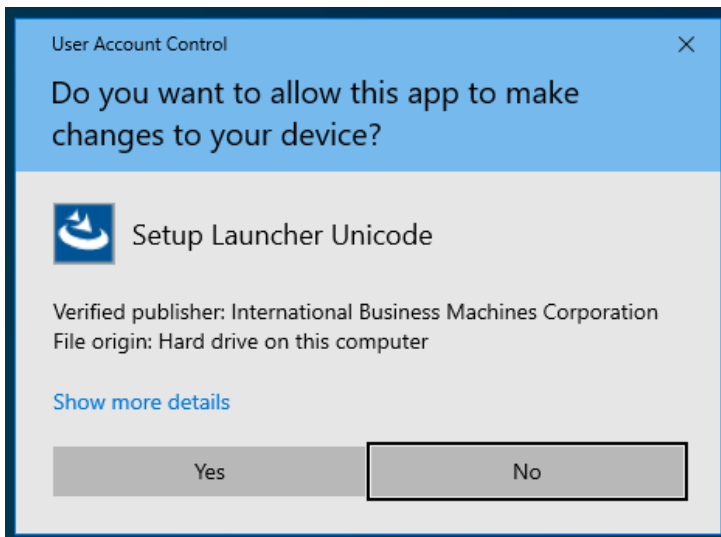 User Account Control
Do you want to allow this app to make
changes to your device?
Setup Launcher Unicode
Verified publisher: International Business Machines Corporation
File origin: Hard drive on this computer
Show more details
Yes
No